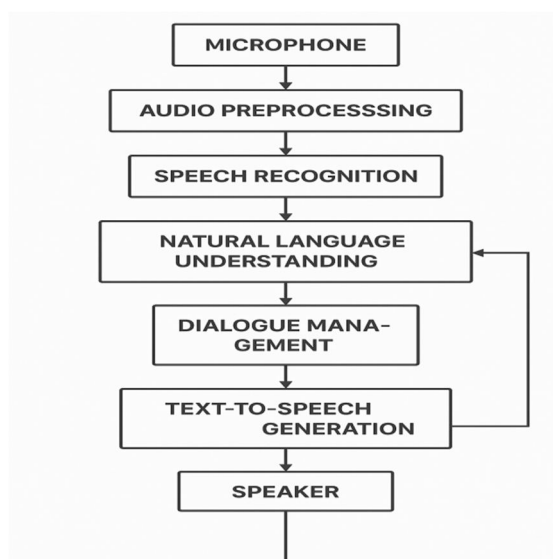 MICROPHONE
AUDIO PREPROCESSSING
SPEECH RECOGNITION
NATURAL LANGUAGE
UNDERSTANDING
DIALOGUE MANA-
GEMENT
TEXT-TO-SPEECH
GENERATION
SPEAKER